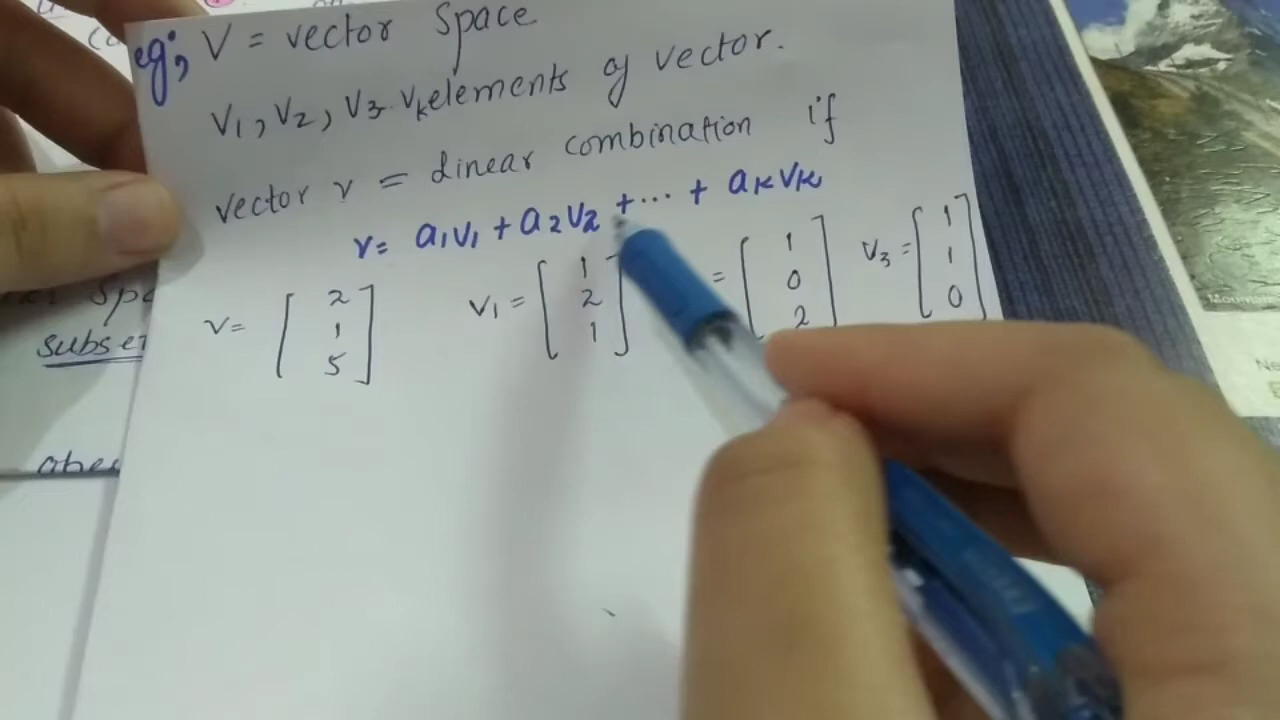 eg; V = vector Space
V1, V2, V3 Vk elements of vector.
vector v = Linear combination if
v = a1v1 + a2v2 + ... + akvk
v = [ 2 1 5 ] V1 = [ 1 2 1 ] = [ 1 0 2 ] V3 = [ 1 1 0 ]
subset